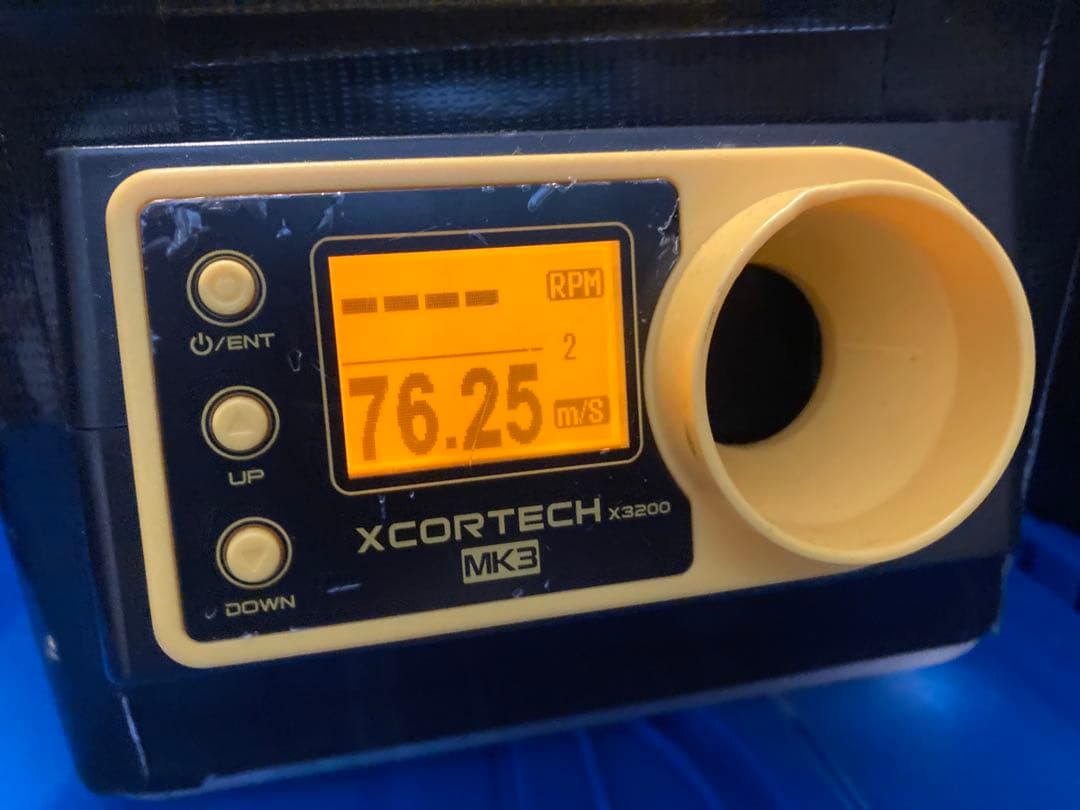 ⏻/ENT
UP
DOWN
---- RPM
2
76.25 m/S
XCORTECH X3200
MK3